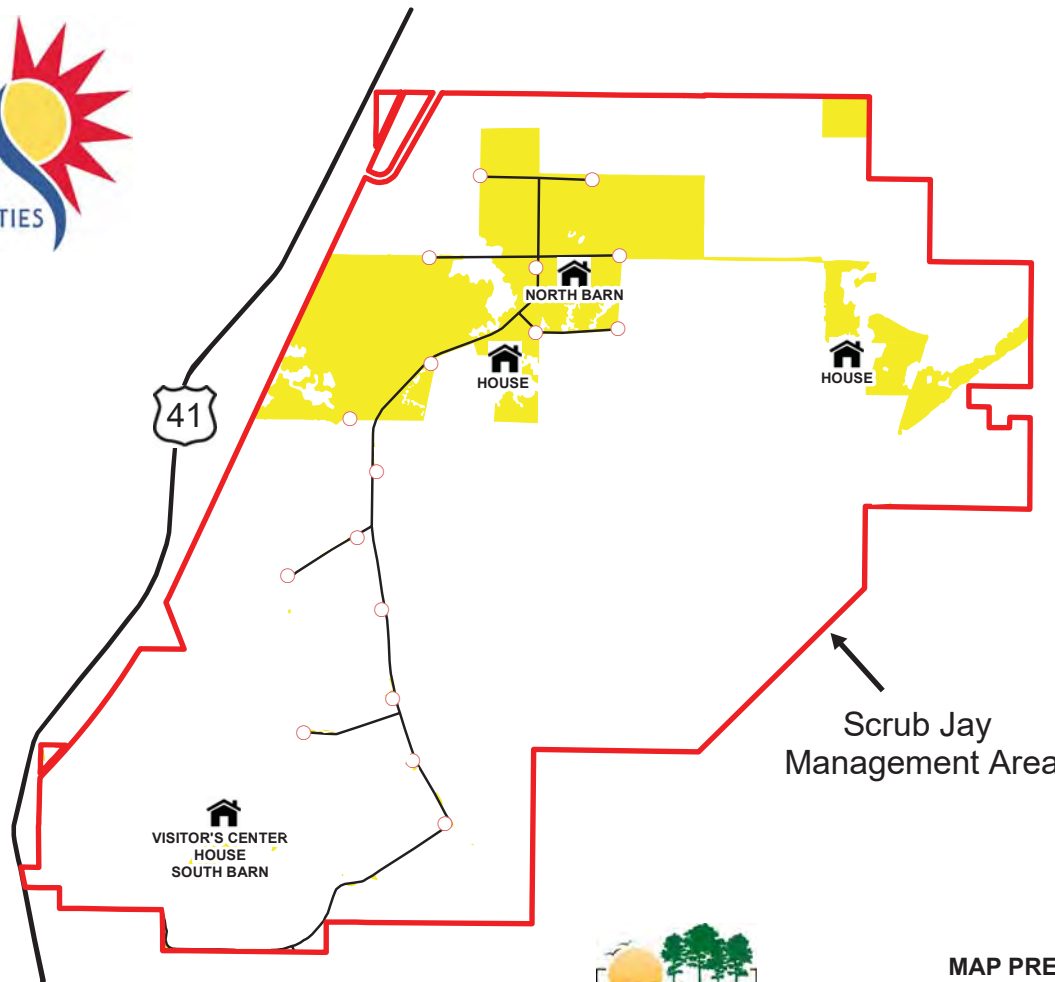 TIES
NORTH BARN
HOUSE
HOUSE
41
Scrub Jay
Management Area
VISITOR'S CENTER
HOUSE
SOUTH BARN
MAP PRE